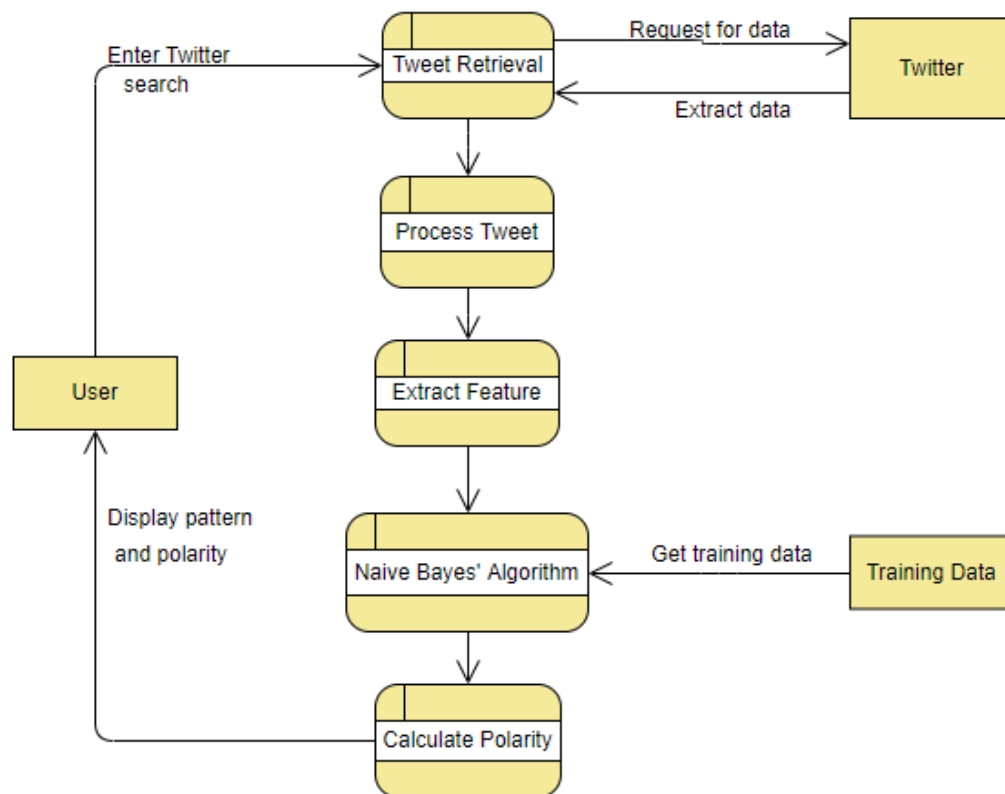 Request for data
Enter Twitter
search
Tweet Retrieval
Twitter
Extract data
Process Tweet
User
Extract Feature
Display pattern
and polarity
Get training data
Naive Bayes' Algorithm
Training Data
Calculate Polarity